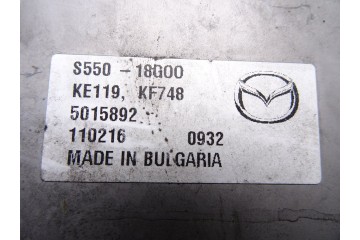 S550-18G00
KE119, KF748
5015892
110216 0932
MADE IN BULGARIA